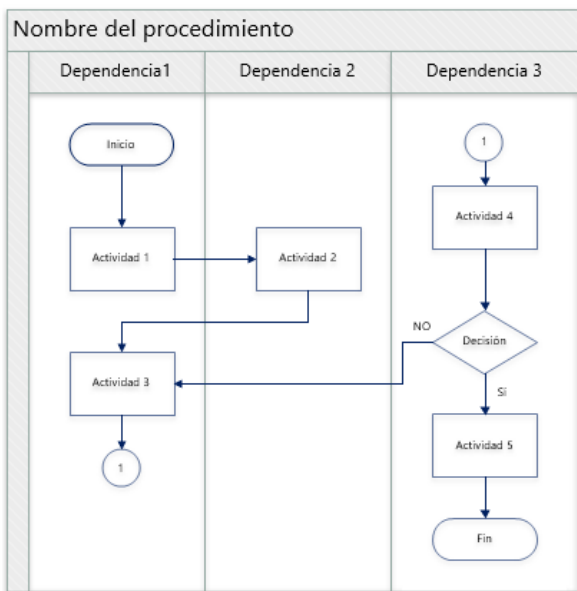 Nombre del procedimiento
Dependencia1
Dependencia 2
Dependencia 3
Inicio
1
Actividad 4
Actividad 1
Actividad 2
NO
Decisión
Actividad 3
Si
Actividad 5
1
Fin